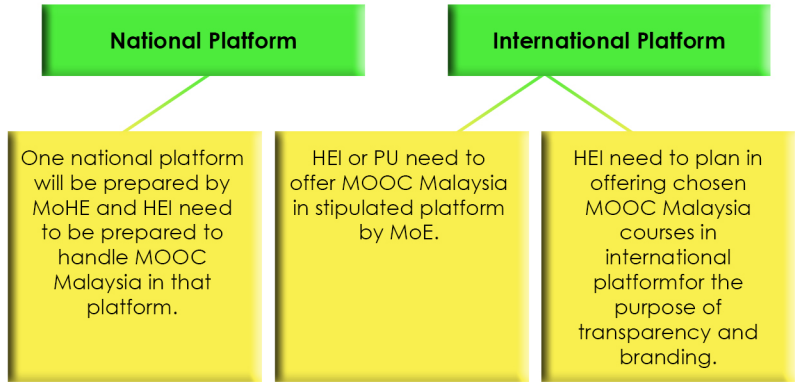 National Platform
International Platform
One national platform
will be prepared by
MoHE and HEI need
to be prepared to
handle MOOC
Malaysia in that
platform.
HEI or PU need to
offer MOOC Malaysia
in stipulated platform
by MoE.
HEI need to plan in
offering chosen
MOOC Malaysia
courses in
international
platformfor the
purpose of
transparency and
branding.